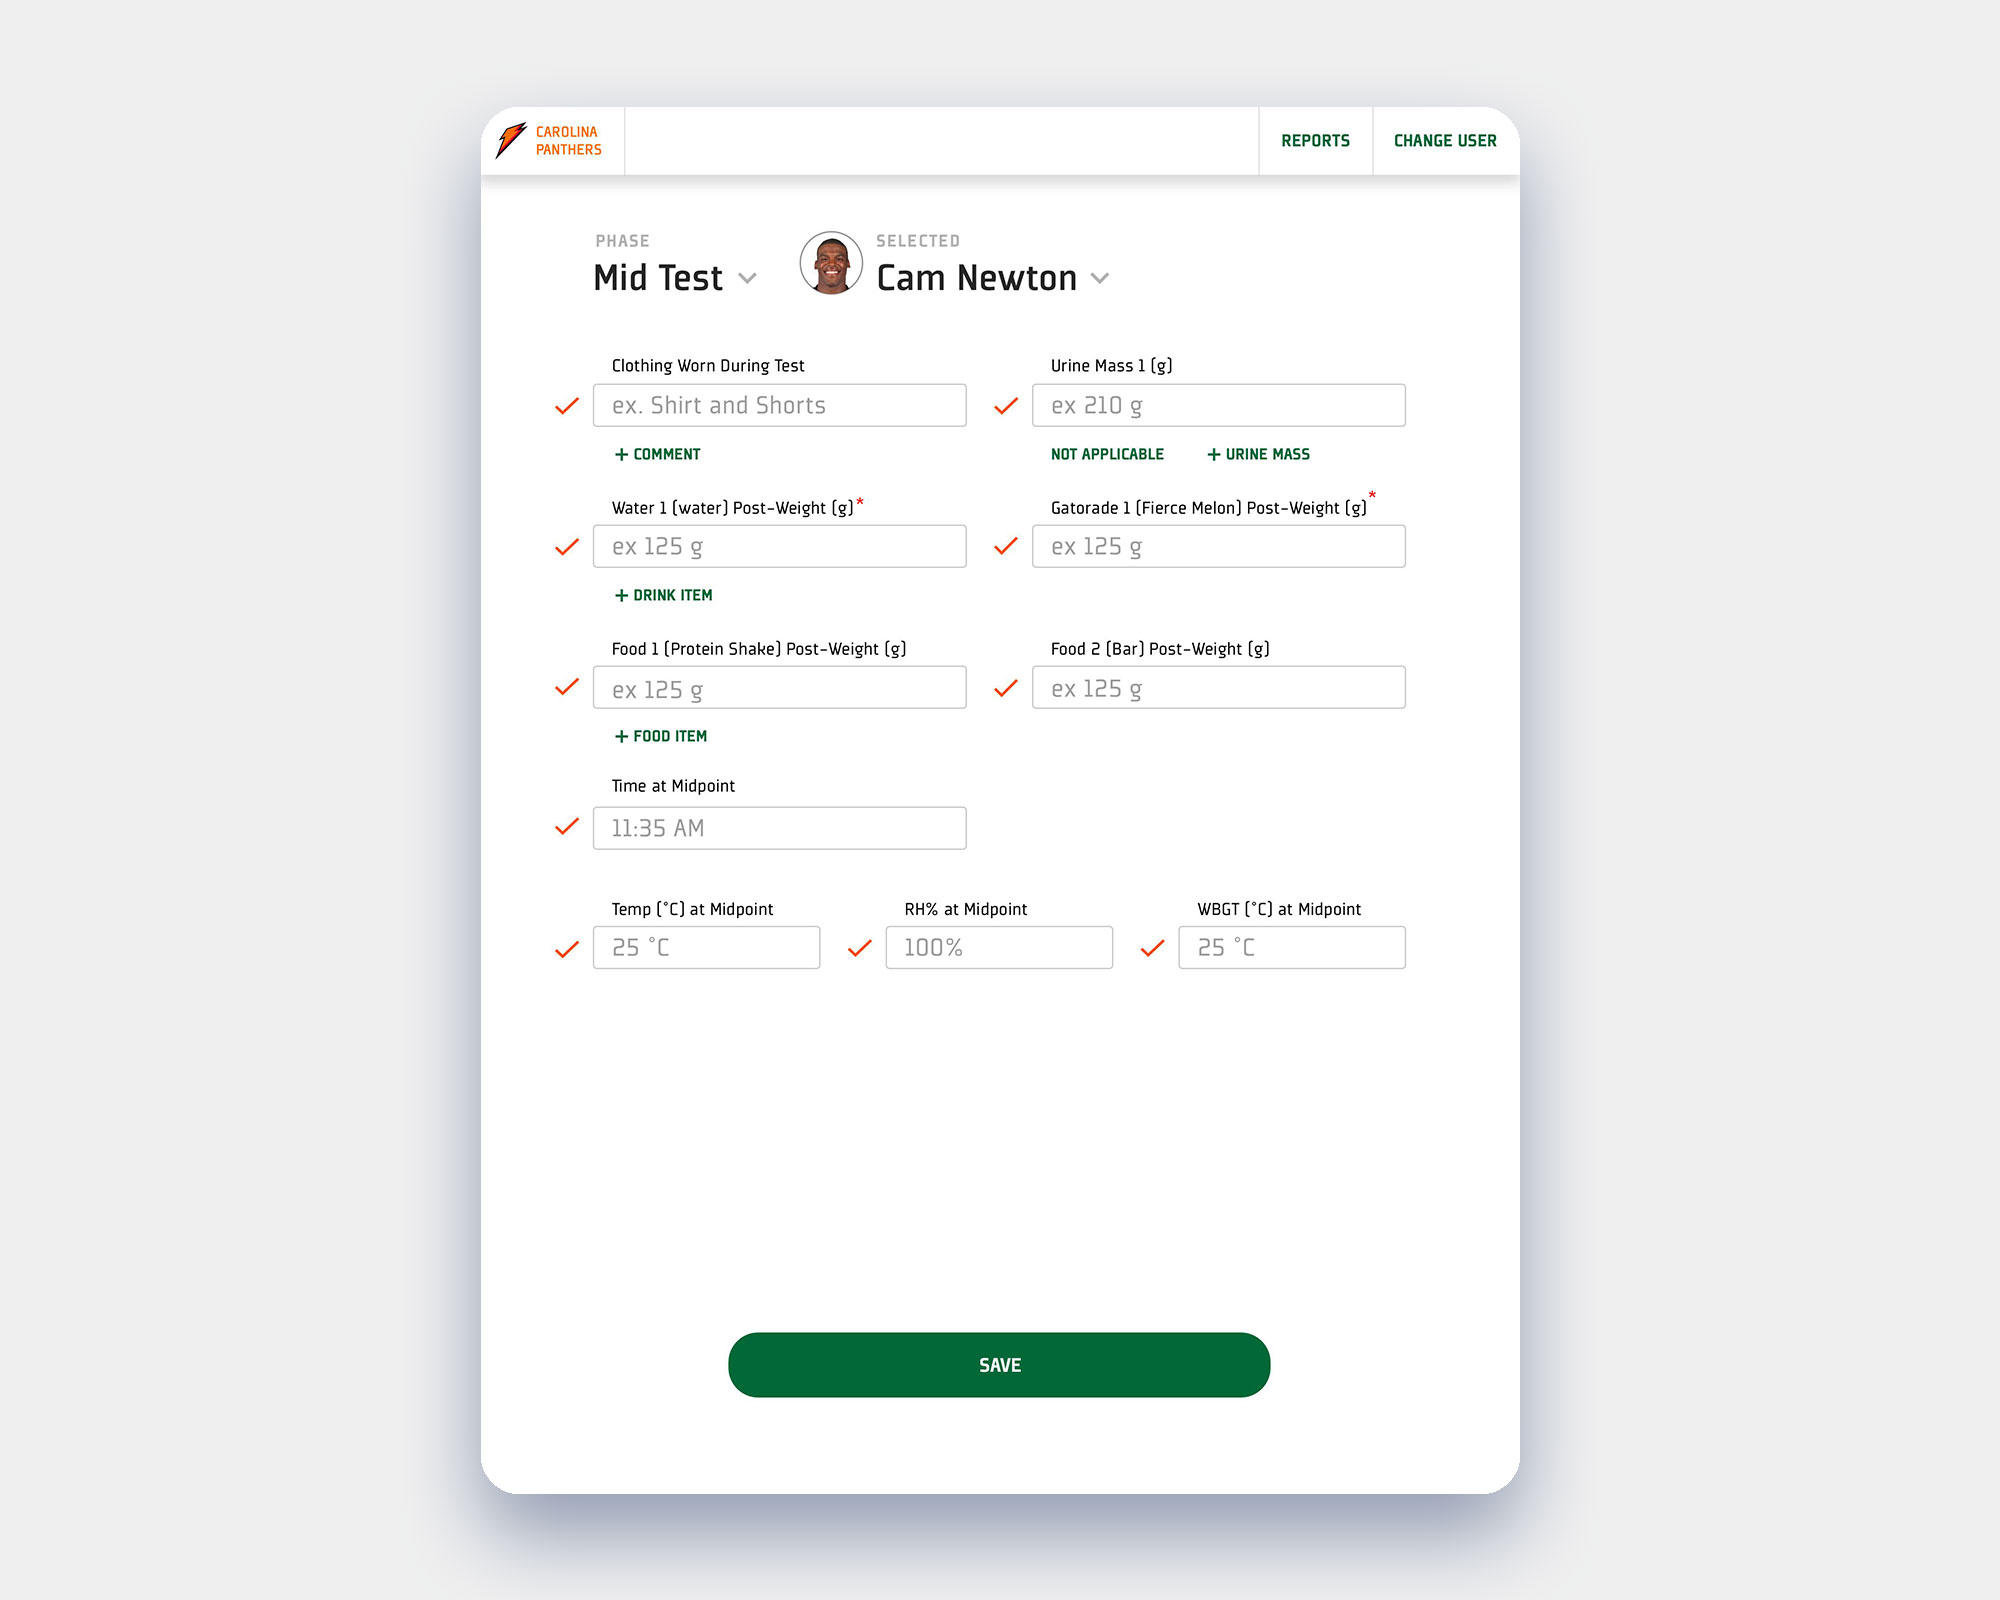 CAROLINA
PANTHERS
REPORTS
CHANGE USER
PHASE
SELECTED
Mid Test
Cam Newton
Clothing Worn During Test
Urine Mass 1 (g)
ex. Shirt and Shorts
ex 210 g
+ COMMENT
NOT APPLICABLE
+ URINE MASS
Water 1 (water) Post-Weight (g)*
Gatorade 1 (Fierce Melon) Post-Weight (g)*
ex 125 g
ex 125 g
+ DRINK ITEM
Food 1 (Protein Shake) Post-Weight (g)
Food 2 (Bar) Post-Weight (g)
ex 125 g
ex 125 g
+ FOOD ITEM
Time at Midpoint
11:35 AM
Temp (°C) at Midpoint
RH% at Midpoint
WBGT (°C) at Midpoint
25 °C
100%
25 °C
SAVE